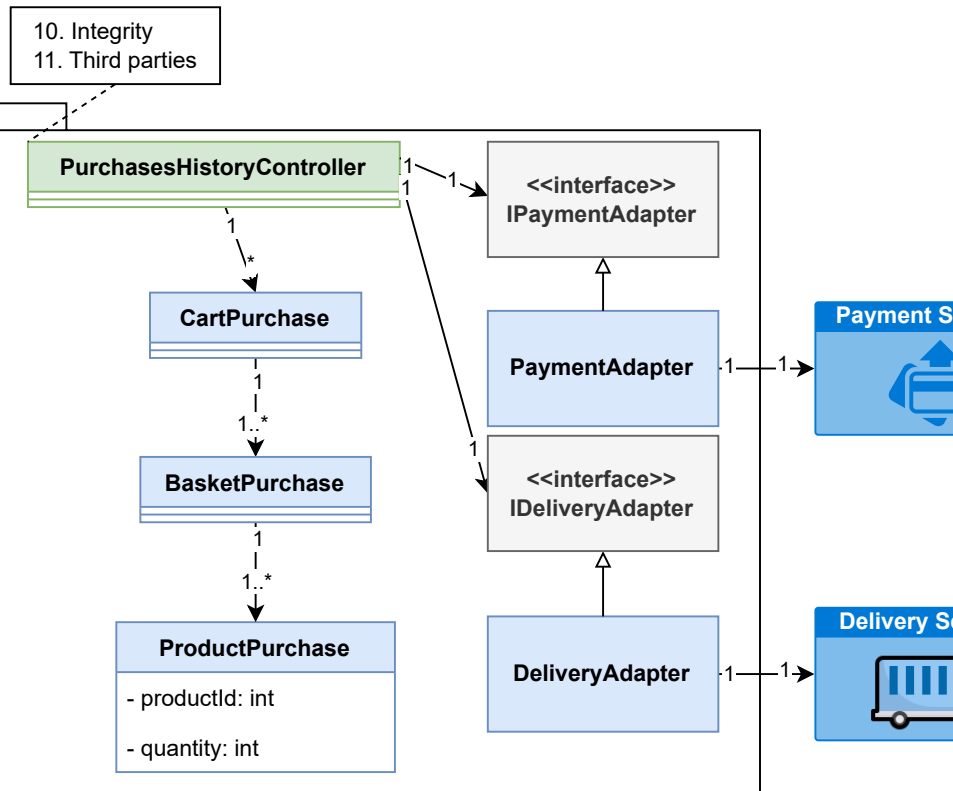 10. Integrity
11. Third parties
PurchasesHistoryController
1
1
1
1
<<interface>>
IPaymentAdapter
1
*
CartPurchase
PaymentAdapter
1
1
Payment S
1
1..*
BasketPurchase
1
<<interface>>
IDeliveryAdapter
1
1..*
ProductPurchase
- productId: int
- quantity: int
DeliveryAdapter
1
1
Delivery